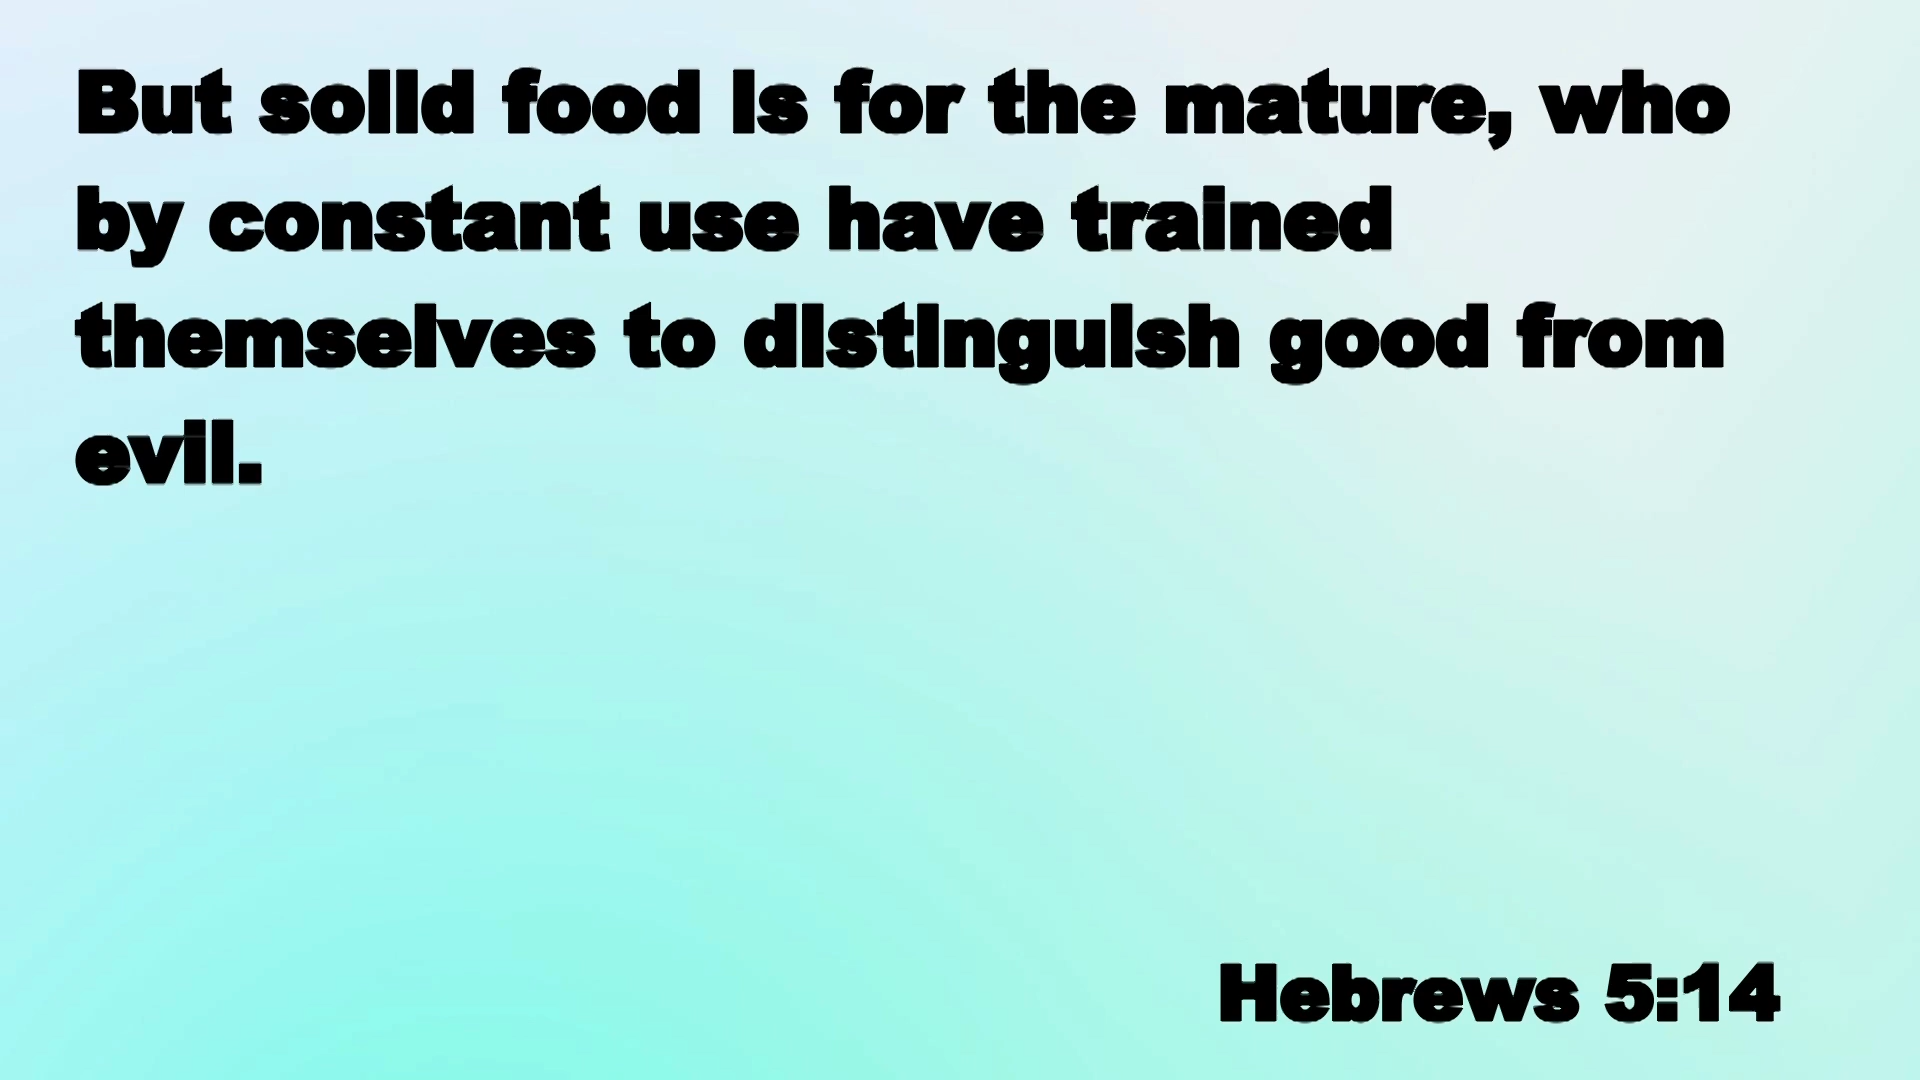 But solid food is for the mature, who
by constant use have trained
themselves to distinguish good from
evil.
Hebrews 5:14